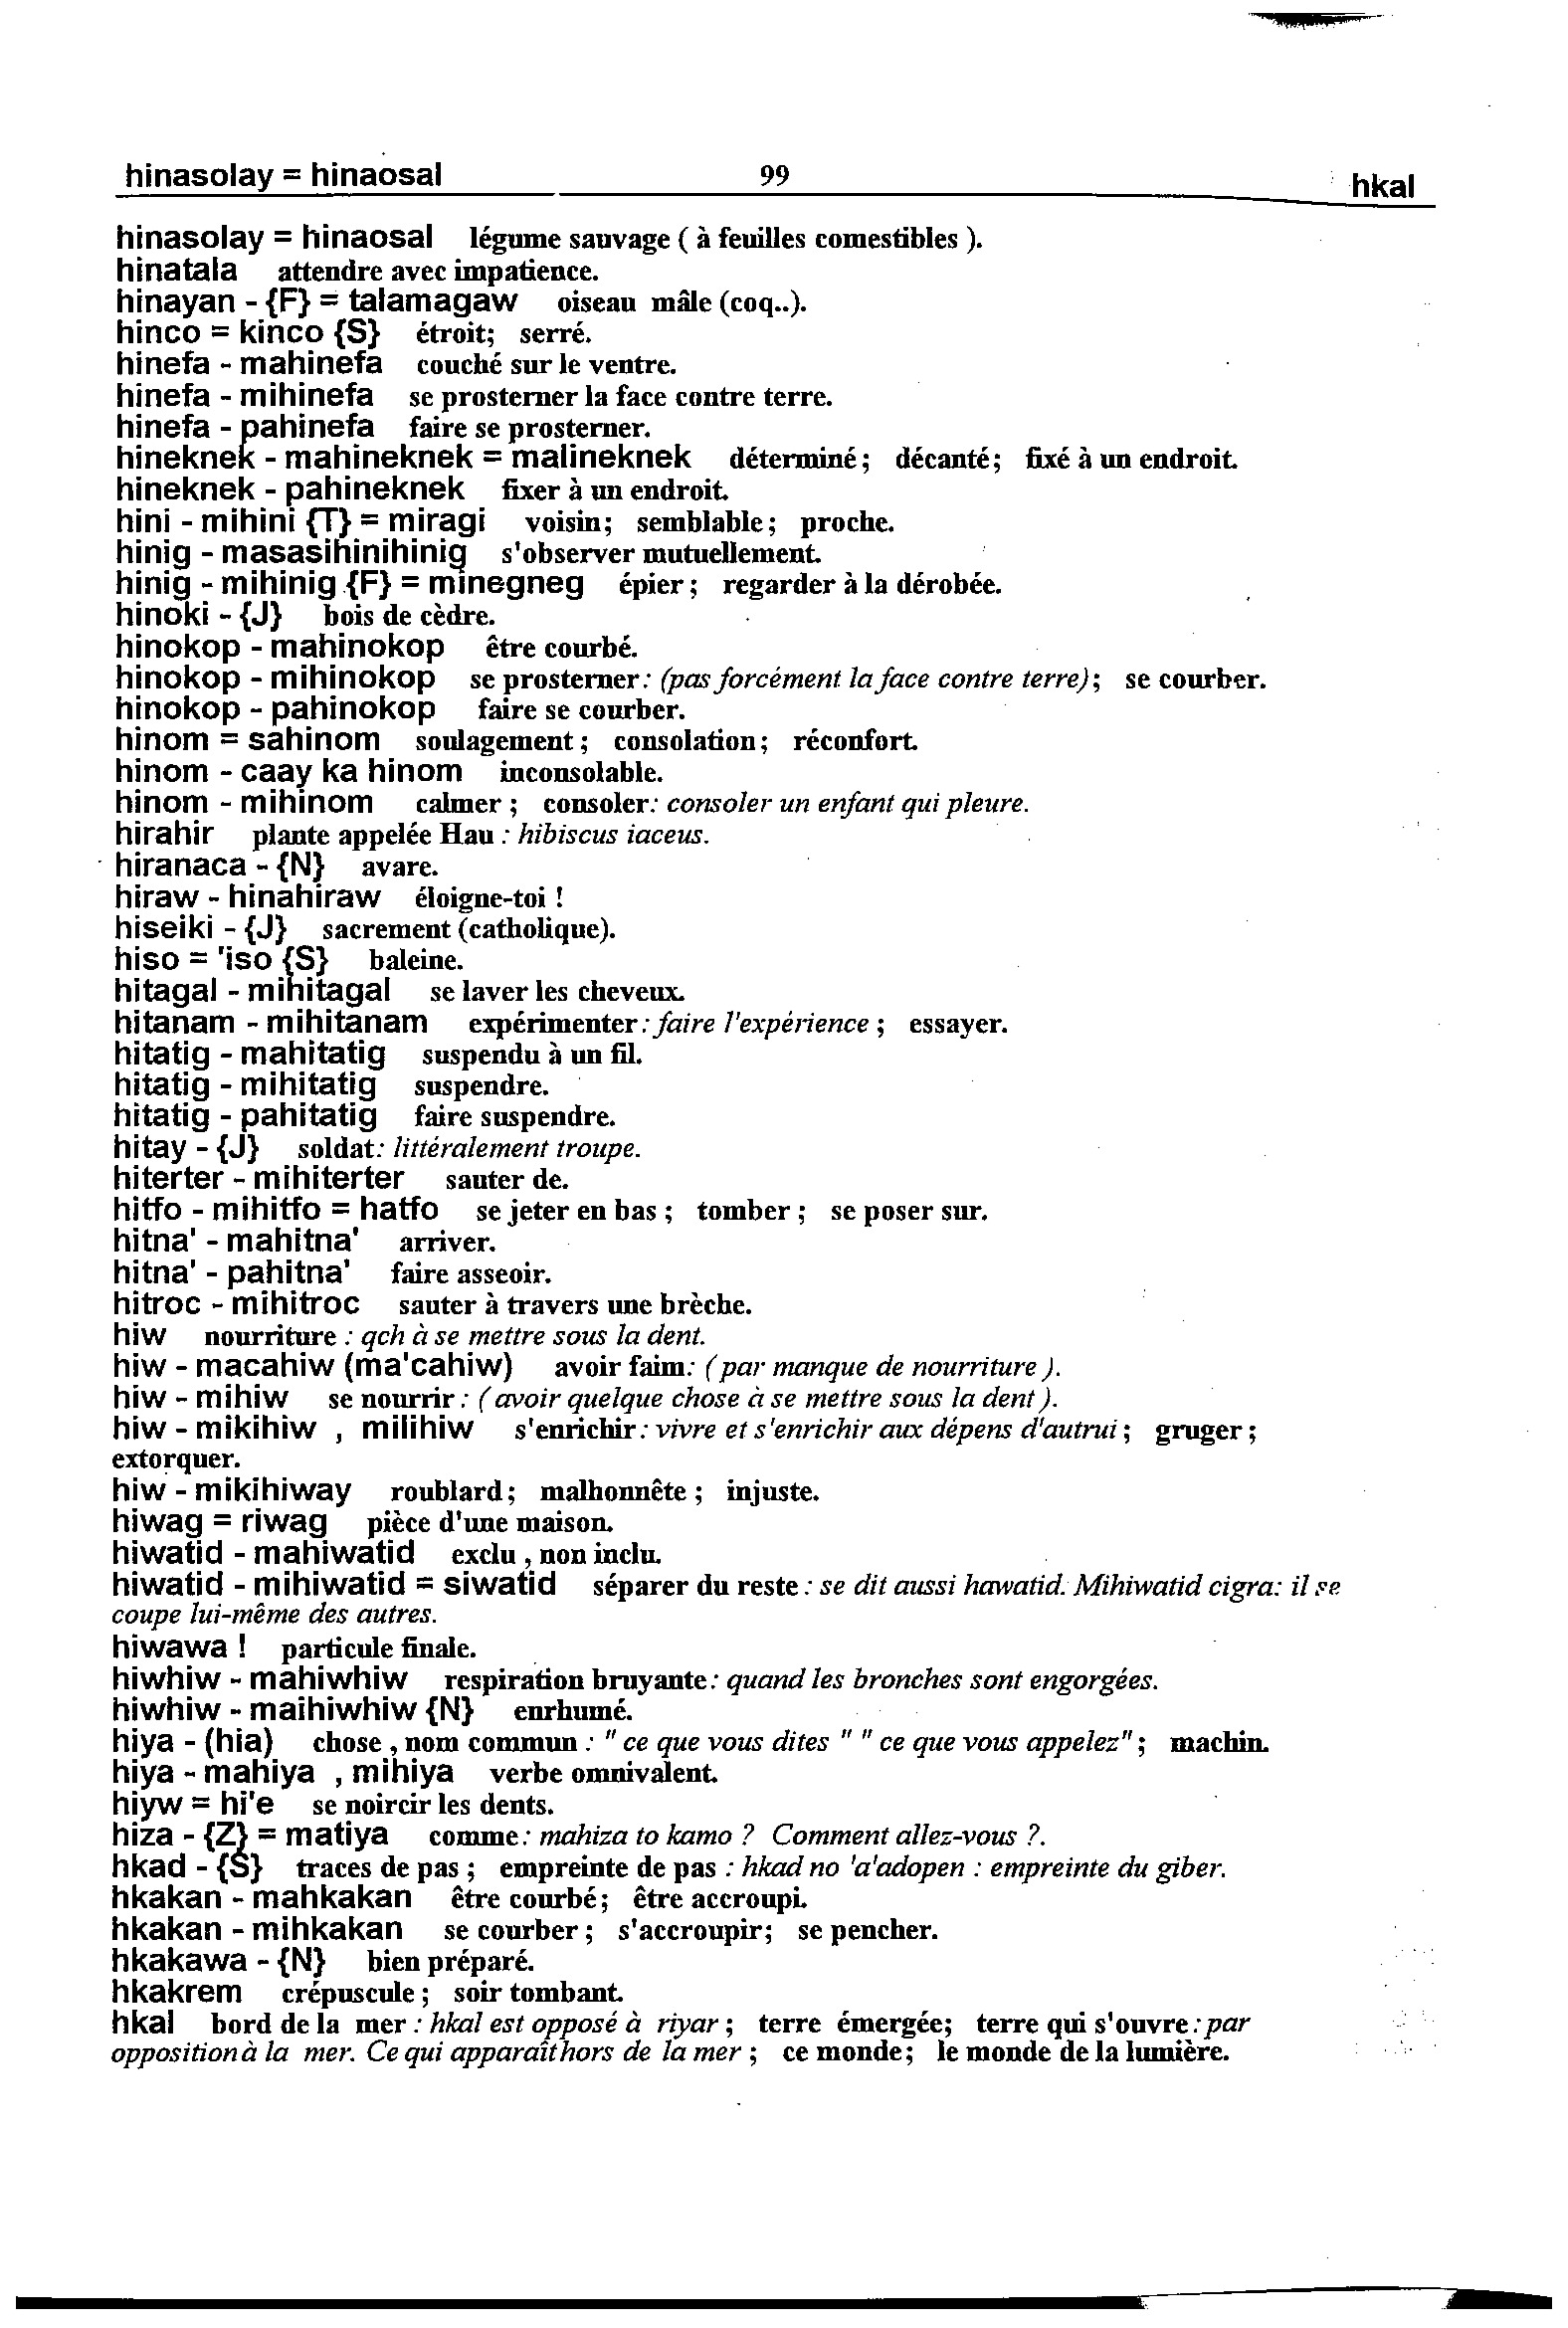 hinasolay = hinaosal 99 hkal
hinasolay = hinaosal légume sauvage ( à feuilles comestibles ).
hinatala attendre avec impatience.
hinayan - {F} = talamagaw oiseau mâle (coq..).
hinco = kinco {S} étroit; serré.
hinefa - mahinefa couché sur le ventre.
hinefa - mihinefa se prosterner la face contre terre.
hinefa - pahinefa faire se prosterner.
hineknek - mahineknek = malineknek déterminé ; décanté; fixé à un endroit.
hineknek - pahineknek fixer à un endroit.
hini - mihini {T} = miragi voisin; semblable ; proche.
hinig - masasihinihinig s'observer mutuellement.
hinig - mihinig {F} = minegneg épier ; regarder à la dérobée.
hinoki - {J} bois de cèdre.
hinokop - mahinokop être courbé.
hinokop - mihinokop se prosterner : (pas forcément la face contre terre) ; se courber.
hinokop - pahinokop faire se courber.
hinom = sahinom soulagement ; consolation ; réconfort.
hinom - caay ka hinom inconsolable.
hinom - mihinom calmer ; consoler : consoler un enfant qui pleure.
hirahir plante appelée Hau : hibiscus iaceus.
hiranaca - {N} avare.
hiraw - hinahiraw éloigne-toi !
hiseiki - {J} sacrement (catholique).
hiso = 'iso {S} baleine.
hitagal - mihitagal se laver les cheveux.
hitanam - mihitanam expérimenter : faire l'expérience ; essayer.
hitatig - mahitatig suspendu à un fil.
hitatig - mihitatig suspendre.
hitatig - pahitatig faire suspendre.
hitay - {J} soldat : littéralement troupe.
hiterter - mihiterter sauter de.
hitfo - mihitfo = hatfo se jeter en bas ; tomber ; se poser sur.
hitna' - mahitna' arriver.
hitna' - pahitna' faire asseoir.
hitroc - mihitroc sauter à travers une brèche.
hiw nourriture : qch à se mettre sous la dent.
hiw - macahiw (ma'cahiw) avoir faim : ( par manque de nourriture ).
hiw - mihiw se nourrir : ( avoir quelque chose à se mettre sous la dent ).
hiw - mikihiw , milihiw s'enrichir : vivre et s'enrichir aux dépens d'autrui ; gruger ;
extorquer.
hiw - mikihiway roublard ; malhonnête ; injuste.
hiwag = riwag pièce d'une maison.
hiwatid - mahiwatid exclu , non inclu.
hiwatid - mihiwatid = siwatid séparer du reste : se dit aussi hawatid. Mihiwatid cigra: il se
coupe lui-même des autres.
hiwawa ! particule finale.
hiwhiw - mahiwhiw respiration bruyante : quand les bronches sont engorgées.
hiwhiw - maihiwhiw {N} enrhumé.
hiya - (hia) chose , nom commun : " ce que vous dites " " ce que vous appelez" ; machin.
hiya - mahiya , mihiya verbe omnivalent.
hiyw = hi'e se noircir les dents.
hiza - {Z} = matiya comme : mahiza to kamo ? Comment allez-vous ?.
hkad - {S} traces de pas ; empreinte de pas : hkad no 'a'adopen : empreinte du giber.
hkakan - mahkakan être courbé ; être accroupi.
hkakan - mihkakan se courber ; s'accroupir; se pencher.
hkakawa - {N} bien préparé.
hkakrem crépuscule ; soir tombant.
hkal bord de la mer : hkal est opposé à riyar ; terre émergée; terre qui s'ouvre : par
opposition à la mer. Ce qui apparaît hors de la mer ; ce monde ; le monde de la lumière.